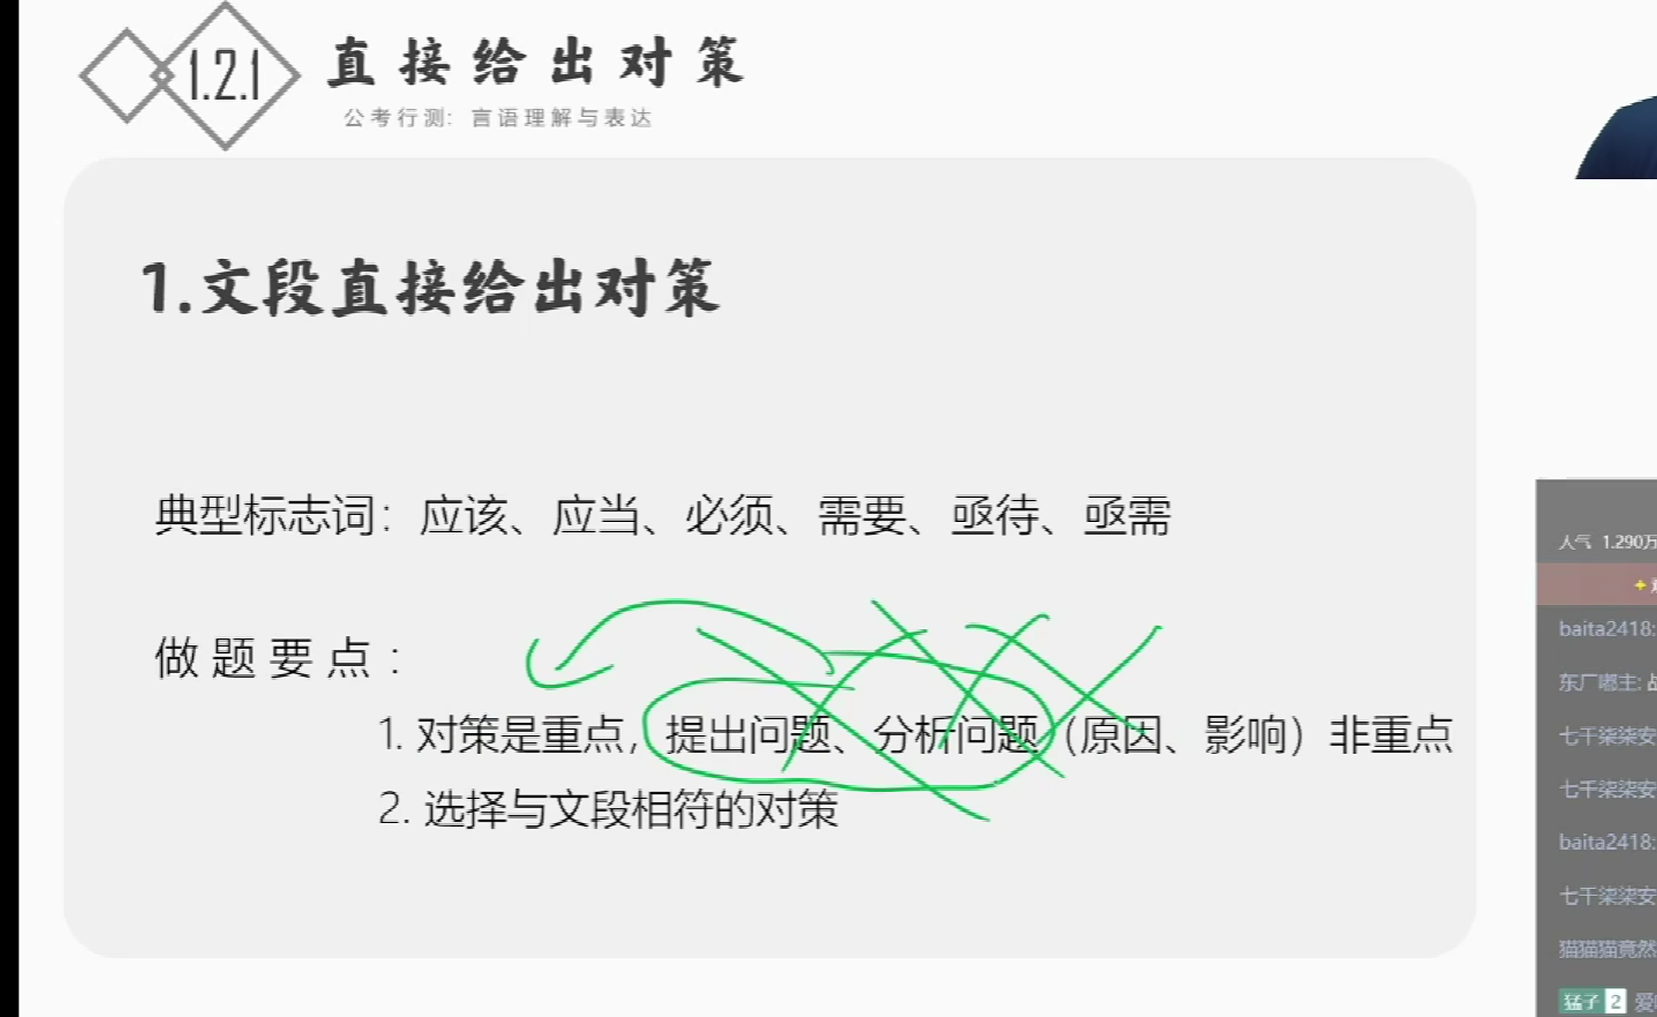 1.2.1 直接给出对策
公考行测: 言语理解与表达
1.文段直接给出对策
典型标志词：应该、应当、必须、需要、亟待、亟需
做题要点：
1. 对策是重点，提出问题、分析问题（原因、影响）非重点
2. 选择与文段相符的对策
人气 1.290万
baita2418:
东厂嘟主:
七千柒柒安
七千柒柒安
baita2418:
七千柒柒安
猫猫猫竟然
猛子 2 爱